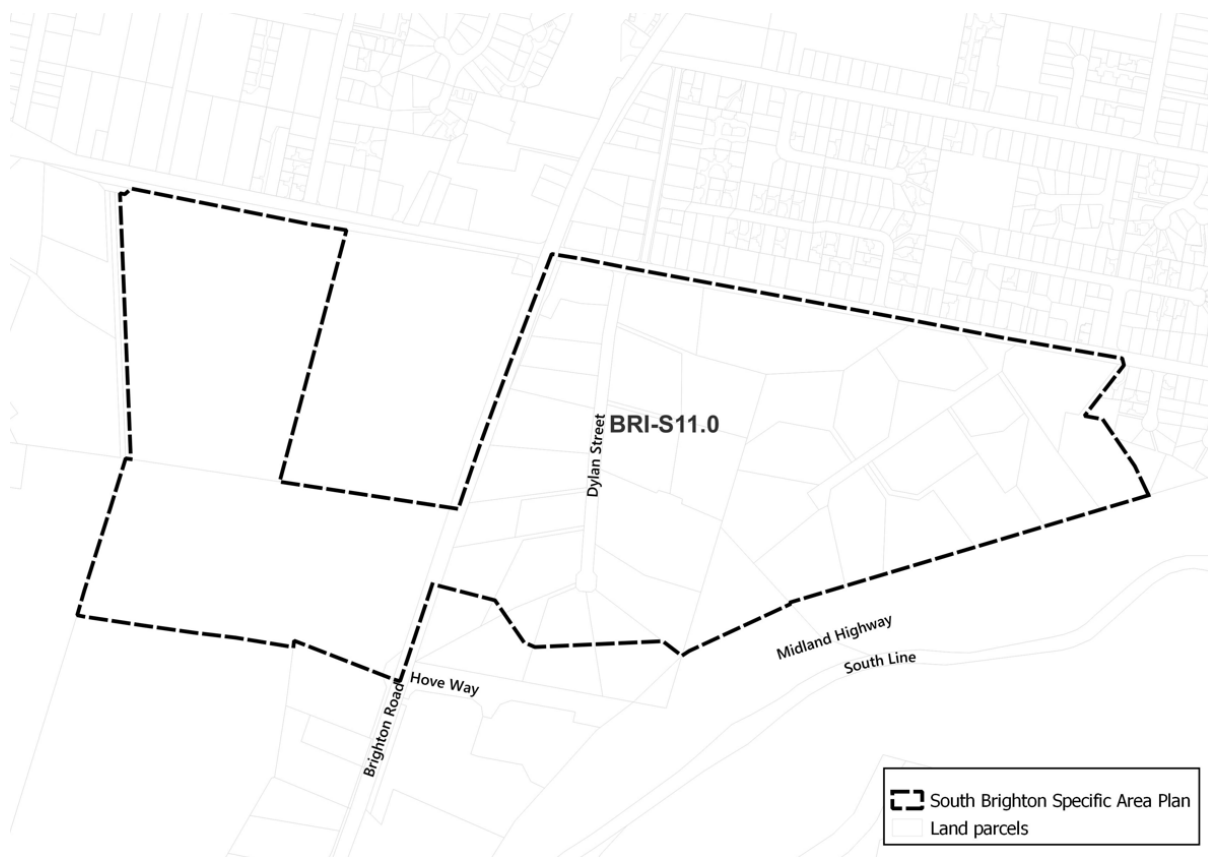 BRI-S11.0
Dylan Street
Midland Highway
South Line
Hove Way
Brighton Road
South Brighton Specific Area Plan
Land parcels